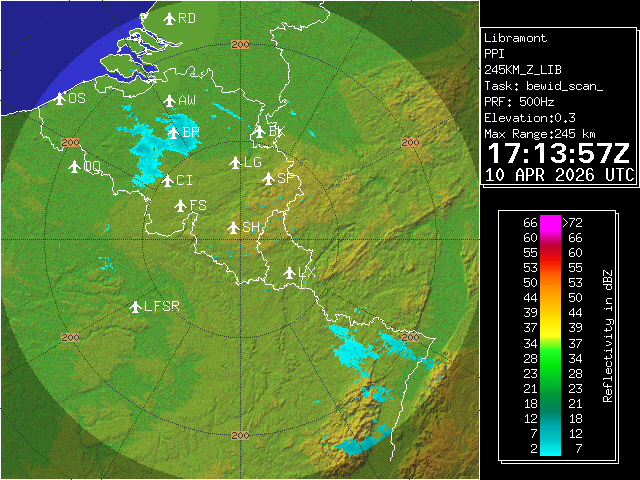 RD
200
OS
AW
BR
BK
200
200
OO
LG
CI
SP
FS
SH
LX
LFSR
200
200
200
Librament
PPI
245KM_Z_LIB
Task: bewid_scan_
PRF: 500Hz
Elevation:0.3
Max Range:245 km
17:13:57Z
10 APR 2026 UTC
66 >72
60 66
55 60
53 55
50 53
44 50
39 44
37 39
34 37
28 34
23 28
21 23
18 21
12 18
7 12
2 7
Reflectivity in dBZ